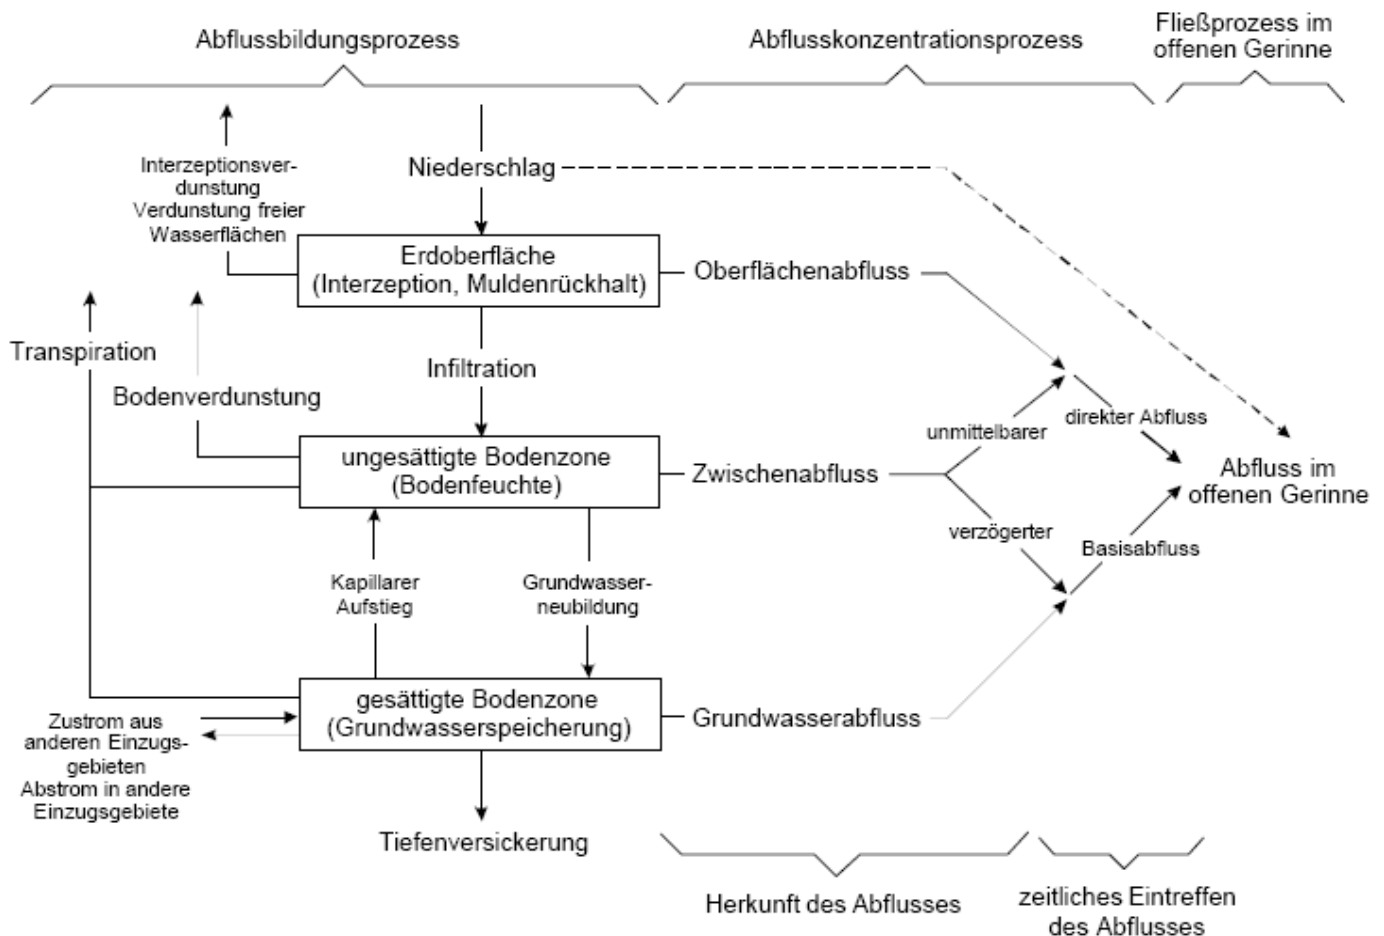 Abflussbildungsprozess
Abflusskonzentrationsprozess
Fließprozess im
offenen Gerinne
Interzeptionsver-
dunstung
Verdunstung freier
Wasserflächen
Niederschlag
Erdoberfläche
(Interzeption, Muldenrückhalt)
Oberflächenabfluss
Transpiration
Infiltration
Bodenverdunstung
unmittelbarer
direkter Abfluss
ungesättigte Bodenzone
(Bodenfeuchte)
Zwischenabfluss
Abfluss im
offenen Gerinne
verzögerter
Basisabfluss
Kapillarer
Aufstieg
Grundwasser-
neubildung
gesättigte Bodenzone
(Grundwasserspeicherung)
Grundwasserabfluss
Zustrom aus
anderen Einzugs-
gebieten
Abstrom in andere
Einzugsgebiete
Tiefenversickerung
Herkunft des Abflusses
zeitliches Eintreffen
des Abflusses